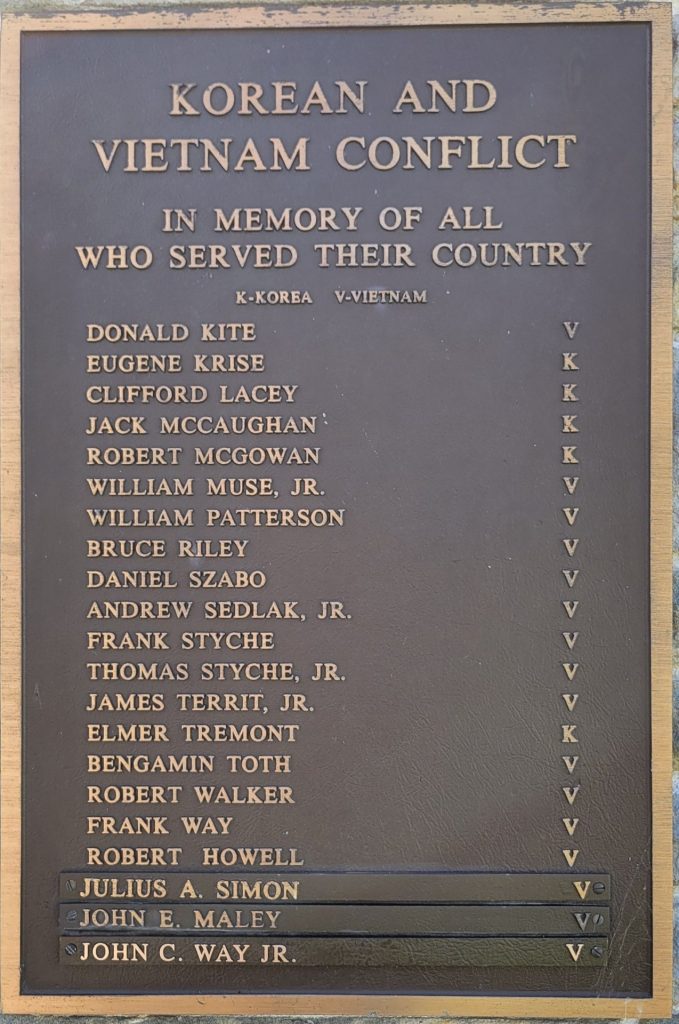 KOREAN AND
VIETNAM CONFLICT
IN MEMORY OF ALL
WHO SERVED THEIR COUNTRY
K-KOREA V-VIETNAM
DONALD KITE V
EUGENE KRISE K
CLIFFORD LACEY K
JACK MCCAUGHAN K
ROBERT MCGOWAN K
WILLIAM MUSE, JR. V
WILLIAM PATTERSON V
BRUCE RILEY V
DANIEL SZABO V
ANDREW SEDLAK, JR. V
FRANK STYCHE V
THOMAS STYCHE, JR. V
JAMES TERRIT, JR. V
ELMER TREMONT K
BENGAMIN TOTH V
ROBERT WALKER V
FRANK WAY V
ROBERT HOWELL V
JULIUS A. SIMON V
JOHN E. MALEY V
JOHN C. WAY JR. V